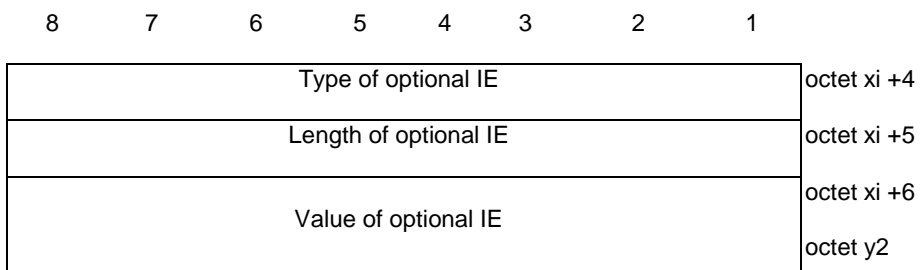 8 7 6 5 4 3 2 1
Type of optional IE octet xi +4
Length of optional IE octet xi +5
octet xi +6
Value of optional IE
octet y2